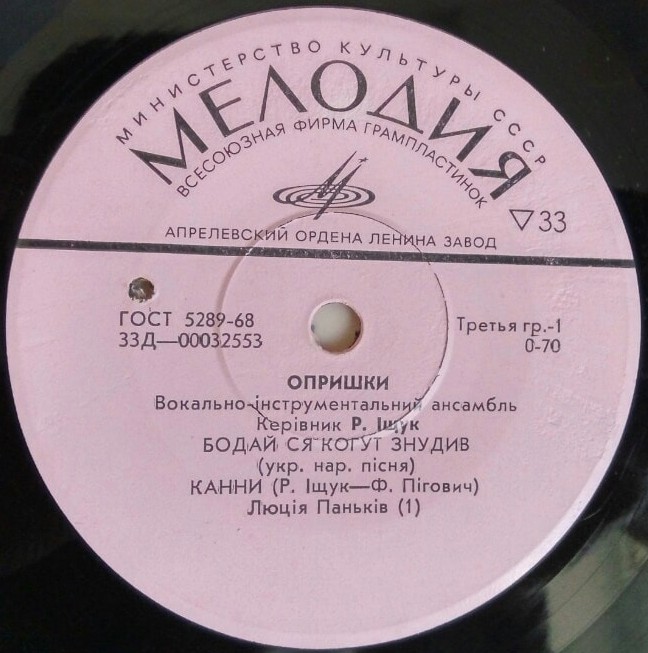 МИНИСТЕРСТВО КУЛЬТУРЫ СССР
МЕЛОДИЯ
ВСЕСОЮЗНАЯ ФИРМА ГРАМПЛАСТИНОК
▽33
АПРЕЛЕВСКИЙ ОРДЕНА ЛЕНИНА ЗАВОД
ГОСТ 5289-68
33Д—00032553
Третья гр.-1
0-70
ОПРИШКИ
Вокально-інструментальний ансамбль
Керівник Р. Іщук
БОДАЙ СЯ КОГУТ ЗНУДИВ
(укр. нар. пісня)
КАННИ (Р. Іщук—Ф. Пігович)
Люція Паньків (1)